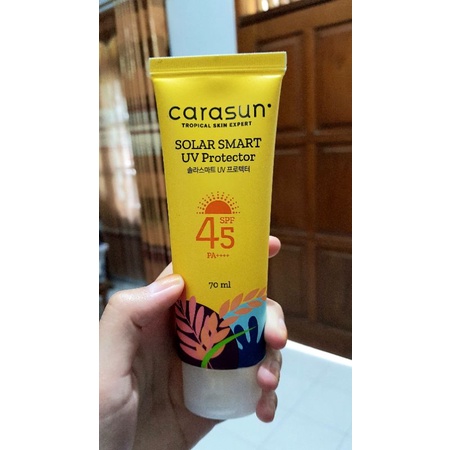 carasun
TROPICAL SKIN EXPERT
SOLAR SMART
UV Protector
솔라스마트 UV 프로텍터
SPF
45
PA++++
70 ml